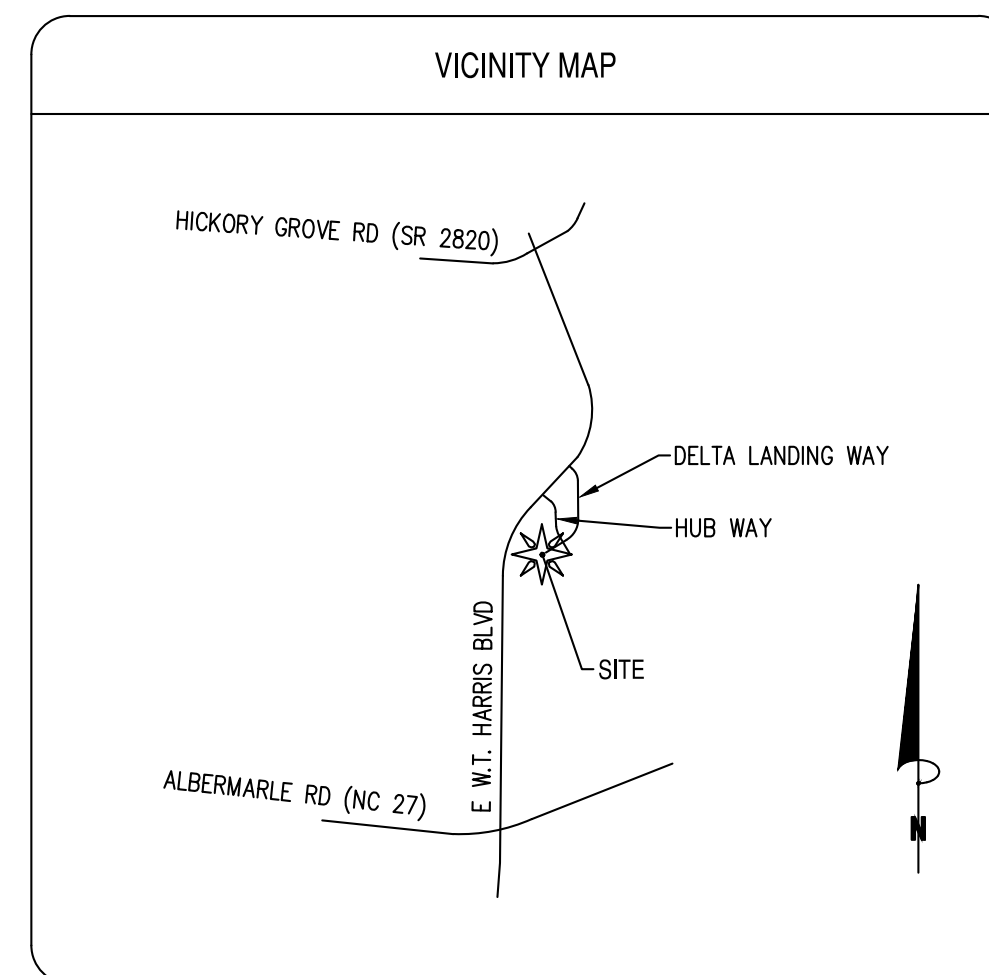 VICINITY MAP
HICKORY GROVE RD (SR 2820)
DELTA LANDING WAY
HUB WAY
E W.T. HARRIS BLVD
SITE
ALBERMARLE RD (NC 27)
N